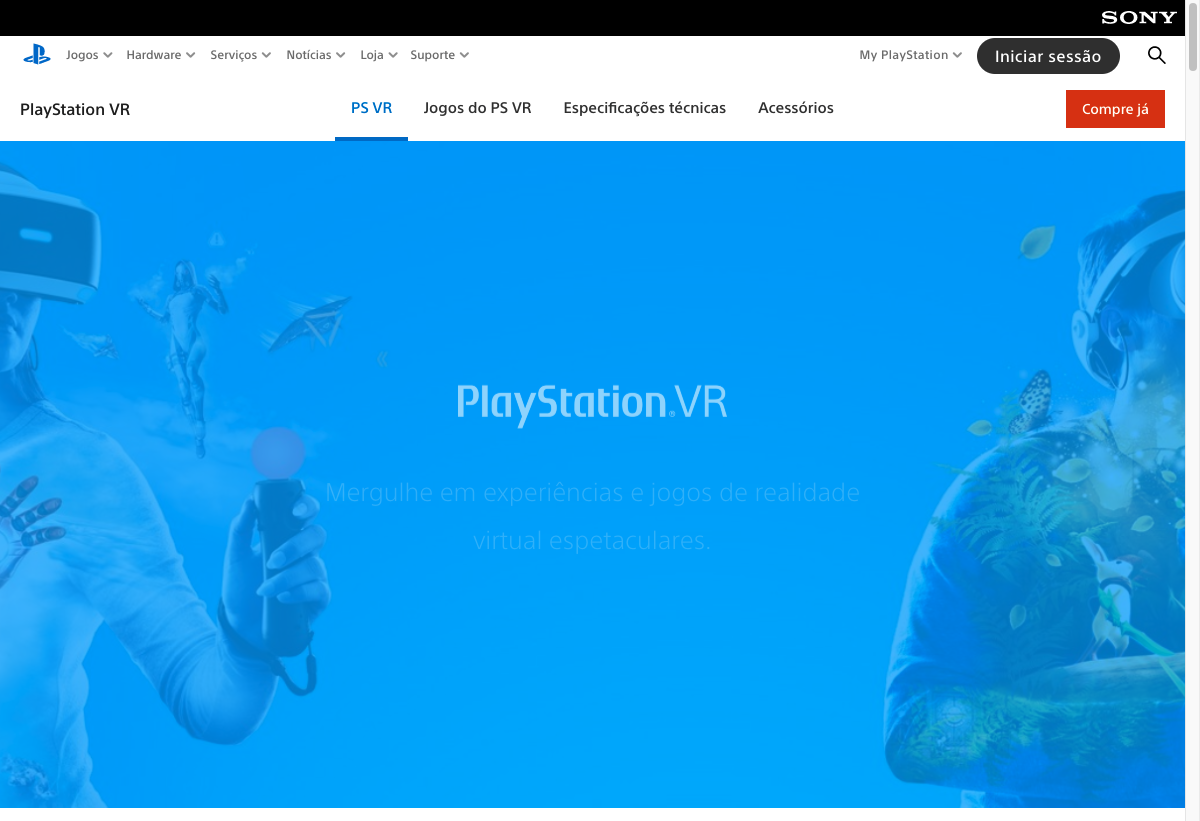 SONY
Jogos Hardware Serviços Notícias Loja Suporte My PlayStation Iniciar sessão
PlayStation VR PS VR Jogos do PS VR Especificações técnicas Acessórios Compre já
PlayStation®VR
Mergulhe em experiências e jogos de realidade
virtual espetaculares.